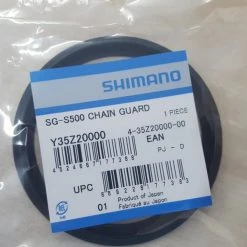 SHIMANO
SG-S500 CHAIN GUARD
1 PIECE
Y35Z20000
4-35Z20000-00
EAN
PJ - D
UPC
01
Product of Japan
Fabriqué au Japon